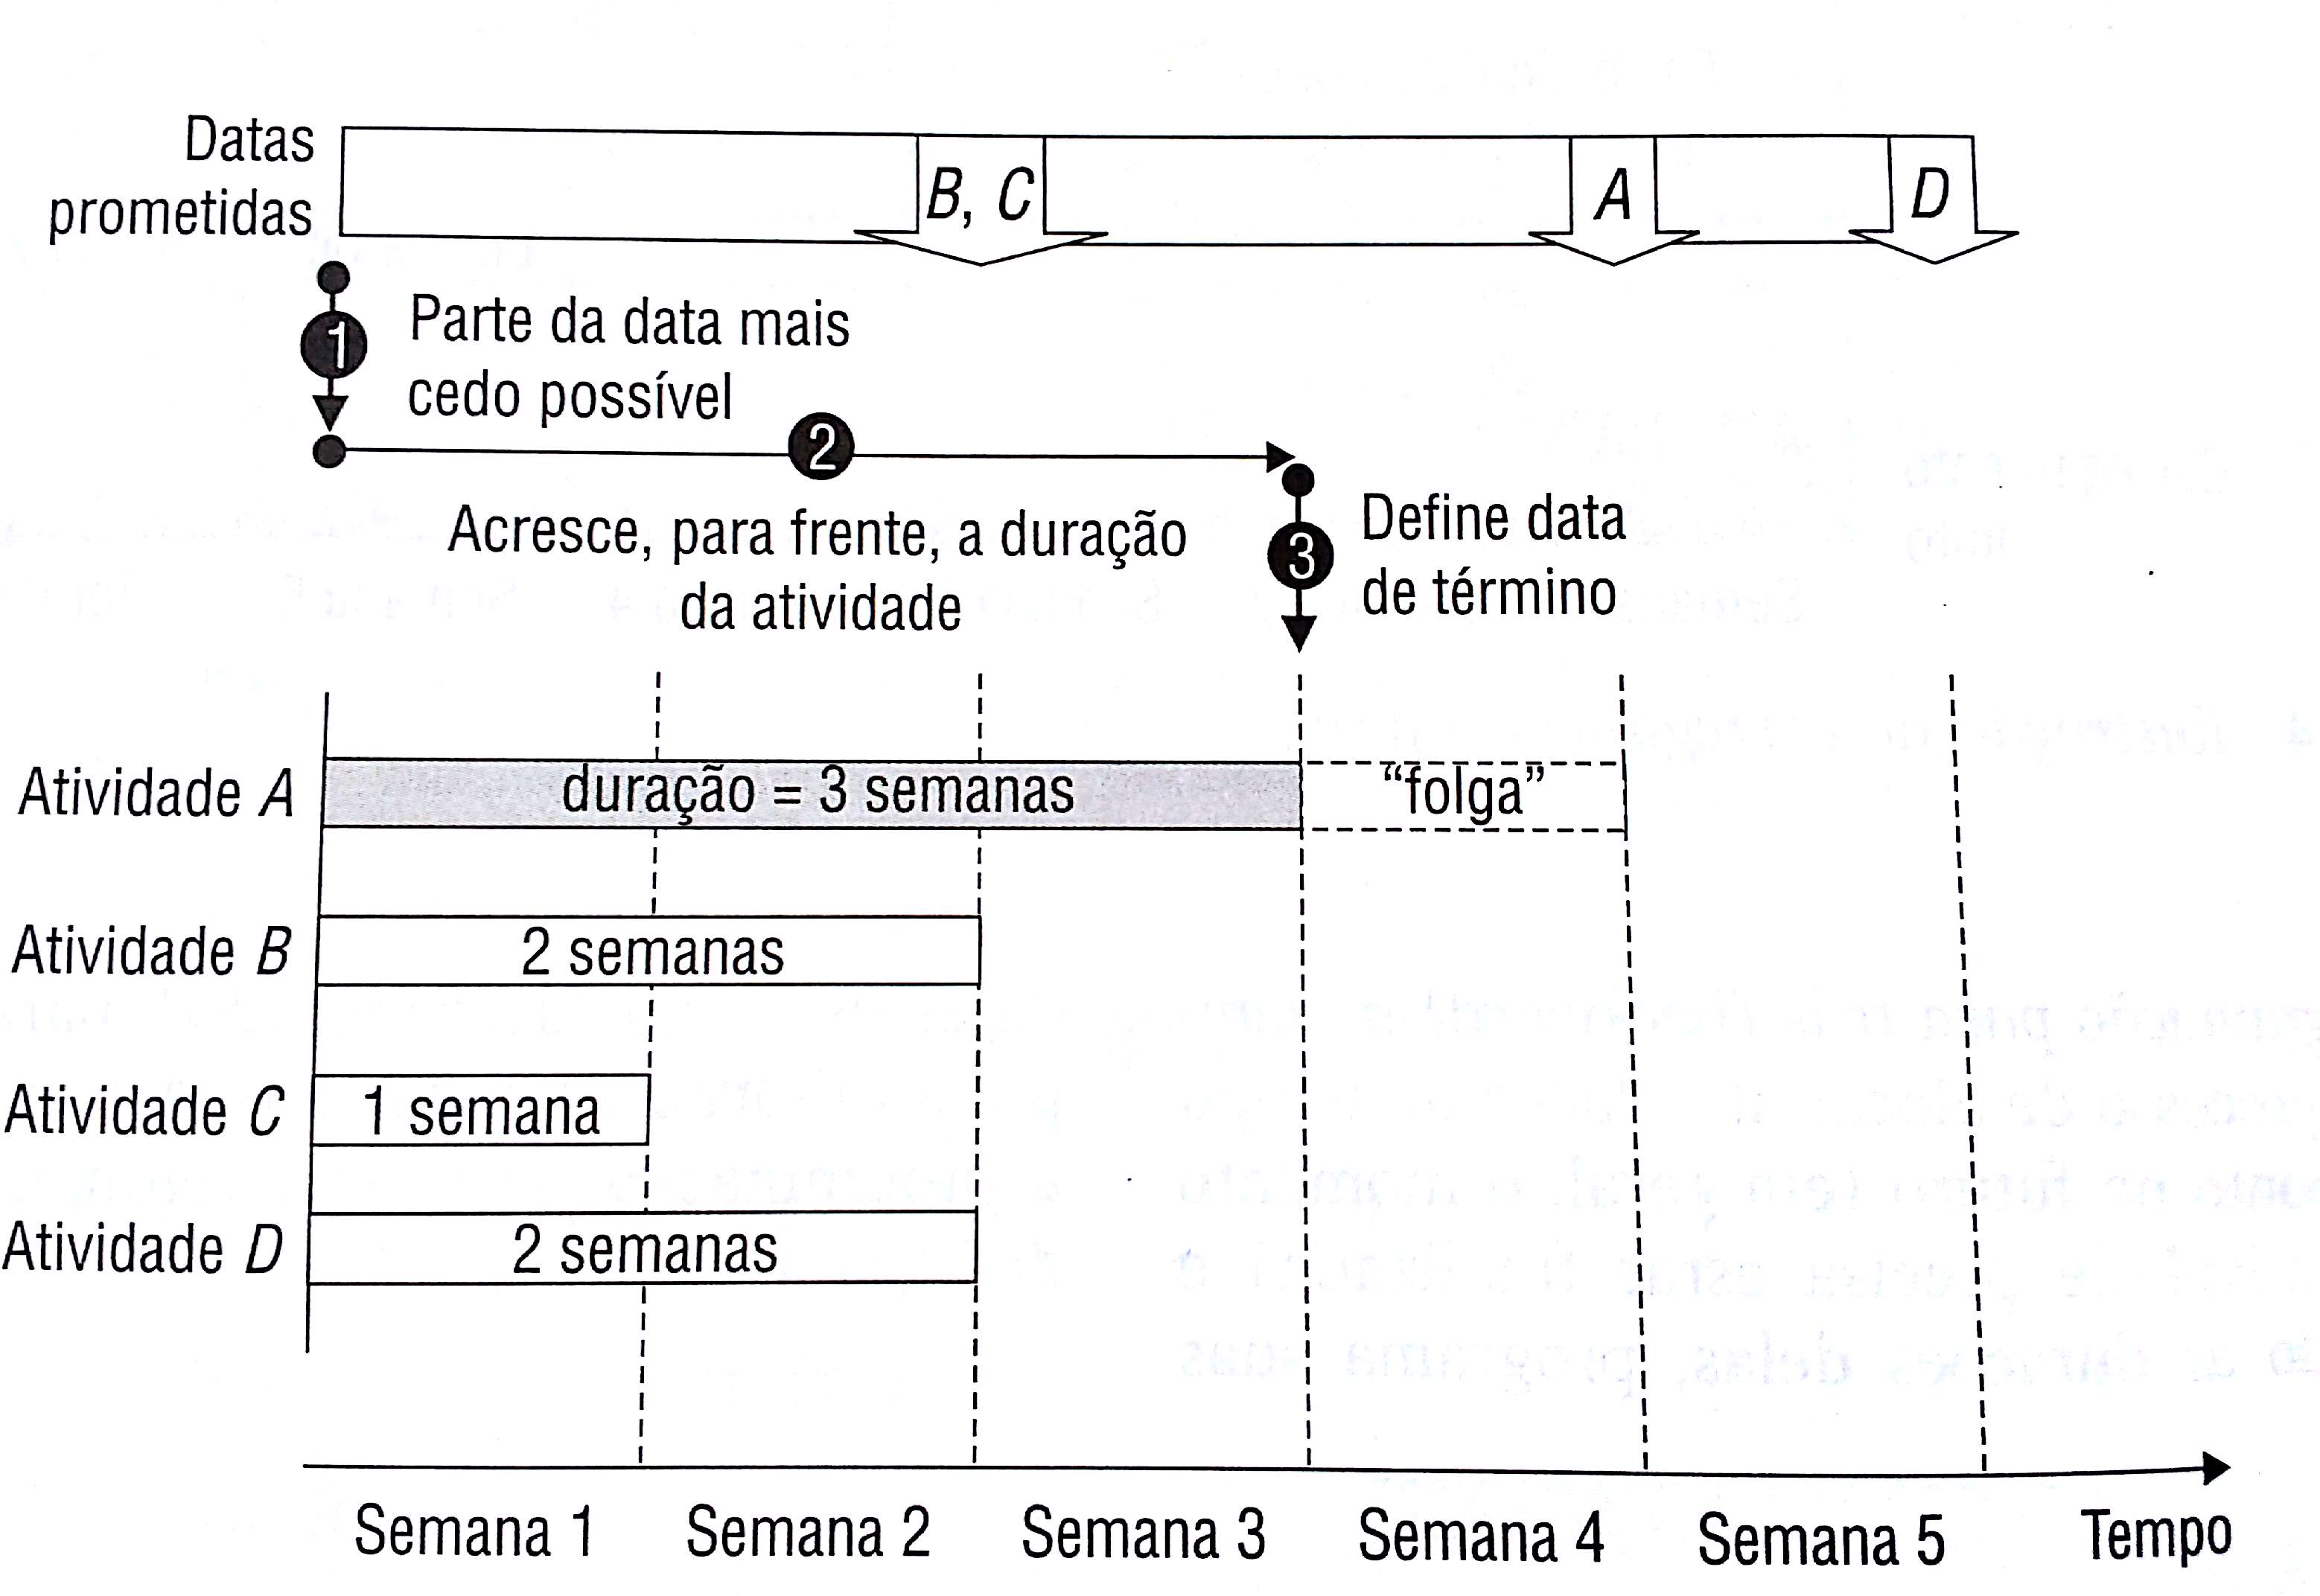 Datas
prometidas
B, C
A
D
1
Parte da data mais
cedo possível
2
Acresce, para frente, a duração
da atividade
3
Define data
de término
Atividade A
duração = 3 semanas
“folga”
Atividade B
2 semanas
Atividade C
1 semana
Atividade D
2 semanas
Semana 1
Semana 2
Semana 3
Semana 4
Semana 5
Tempo